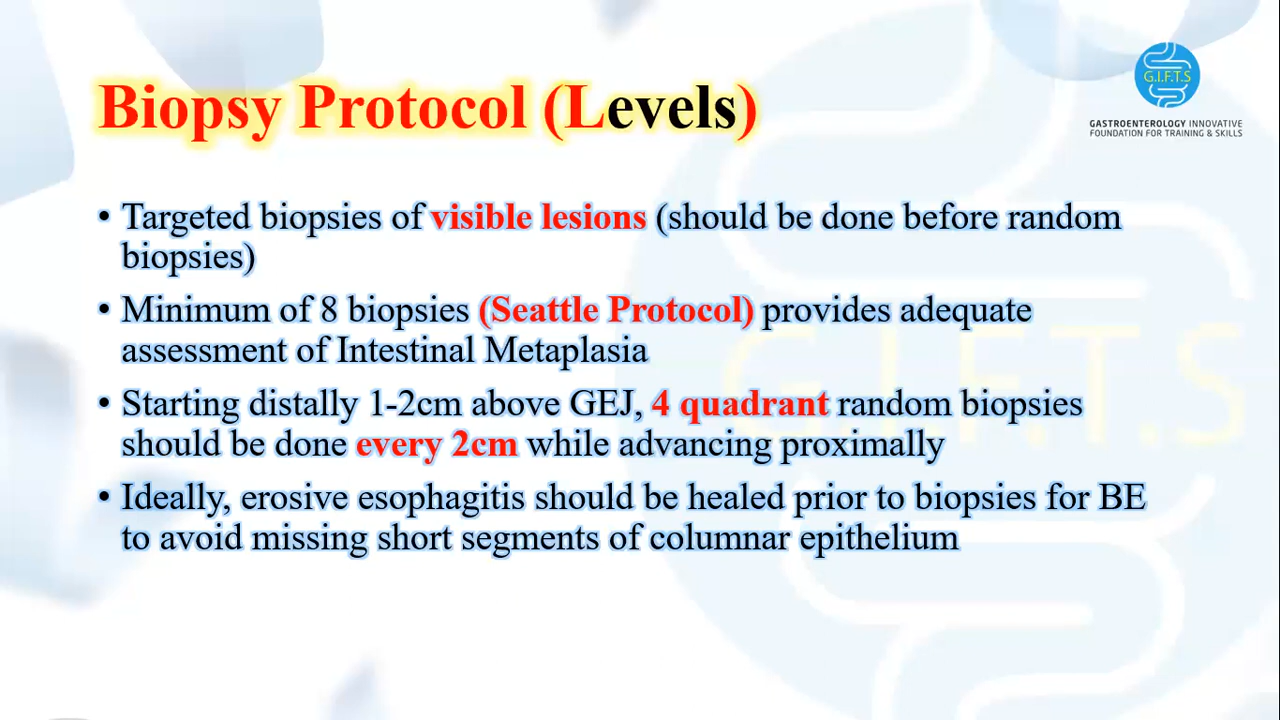 G.I.F.T.S
GASTROENTEROLOGY INNOVATIVE
FOUNDATION FOR TRAINING & SKILLS
Biopsy Protocol (Levels)
• Targeted biopsies of visible lesions (should be done before random
biopsies)
• Minimum of 8 biopsies (Seattle Protocol) provides adequate
assessment of Intestinal Metaplasia
• Starting distally 1-2cm above GEJ, 4 quadrant random biopsies
should be done every 2cm while advancing proximally
• Ideally, erosive esophagitis should be healed prior to biopsies for BE
to avoid missing short segments of columnar epithelium
G.I.F.T.S